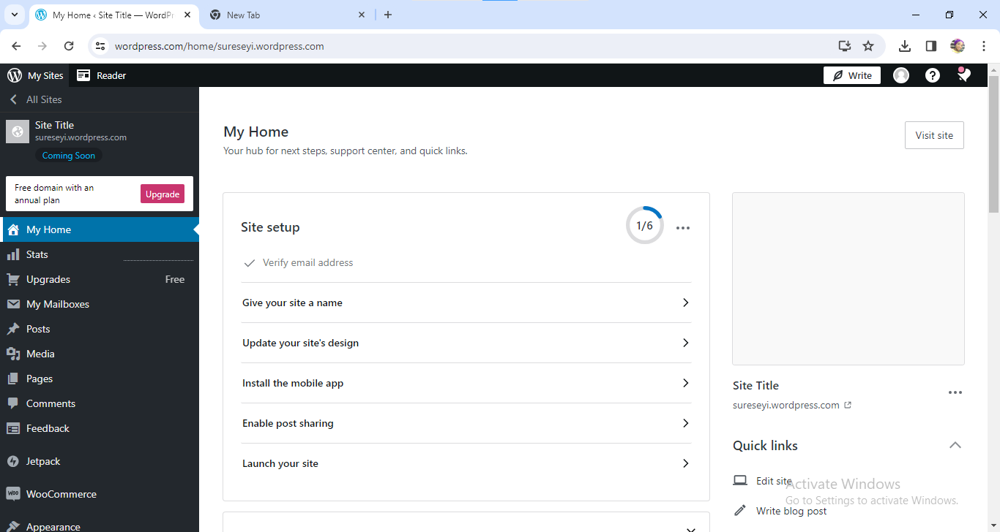 My Home ‹ Site Title — WordPr
New Tab
wordpress.com/home/sureseyi.wordpress.com
My Sites
Reader
Write
All Sites
Site Title
sureseyi.wordpress.com
Coming Soon
Free domain with an
annual plan
Upgrade
My Home
Stats
Upgrades
Free
My Mailboxes
Posts
Media
Pages
Comments
Feedback
Jetpack
WOO
WooCommerce
Appearance
My Home
Your hub for next steps, support center, and quick links.
Visit site
Site setup
1/6
Verify email address
Give your site a name
Update your site's design
Install the mobile app
Enable post sharing
Launch your site
Site Title
sureseyi.wordpress.com
Quick links
Edit site
Write blog post
Activate Windows
Go to Settings to activate Windows.